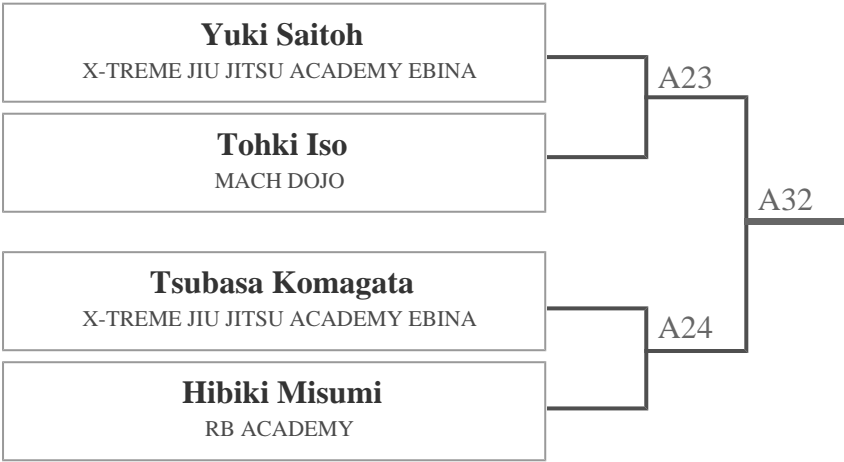 Yuki Saitoh
X-TREME JIU JITSU ACADEMY EBINA
A23
Tohki Iso
MACH DOJO
A32
Tsubasa Komagata
X-TREME JIU JITSU ACADEMY EBINA
A24
Hibiki Misumi
RB ACADEMY